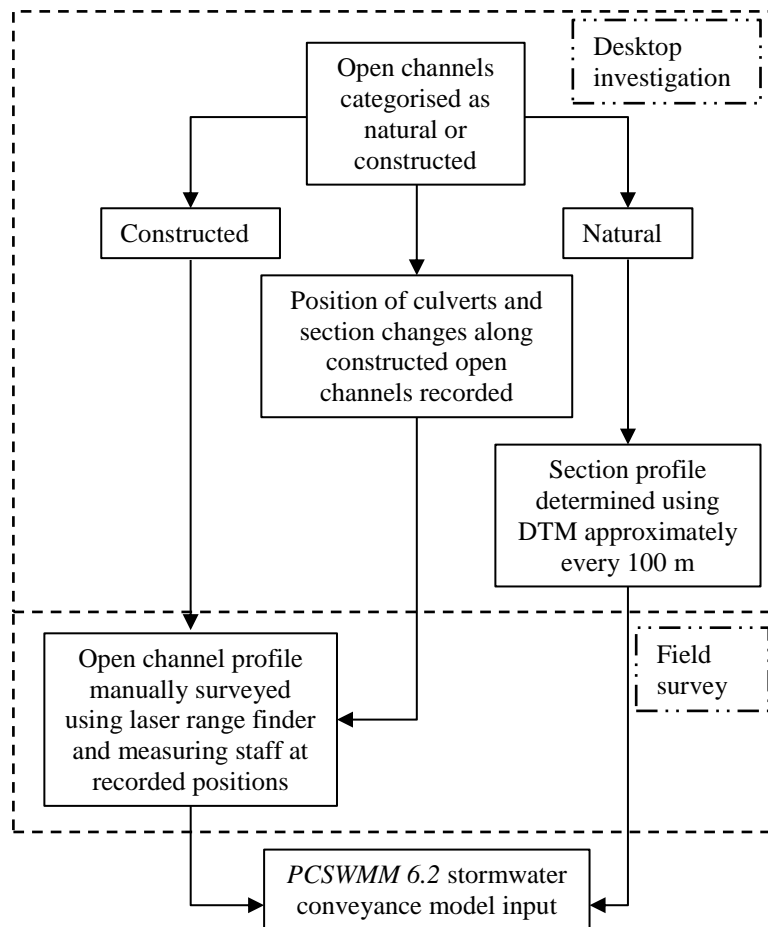 Desktop
investigation
Open channels
categorised as
natural or
constructed
Constructed
Natural
Position of culverts and
section changes along
constructed open
channels recorded
Section profile
determined using
DTM approximately
every 100 m
Open channel profile
manually surveyed
using laser range finder
and measuring staff at
recorded positions
Field
survey
PCSWMM 6.2 stormwater
conveyance model input